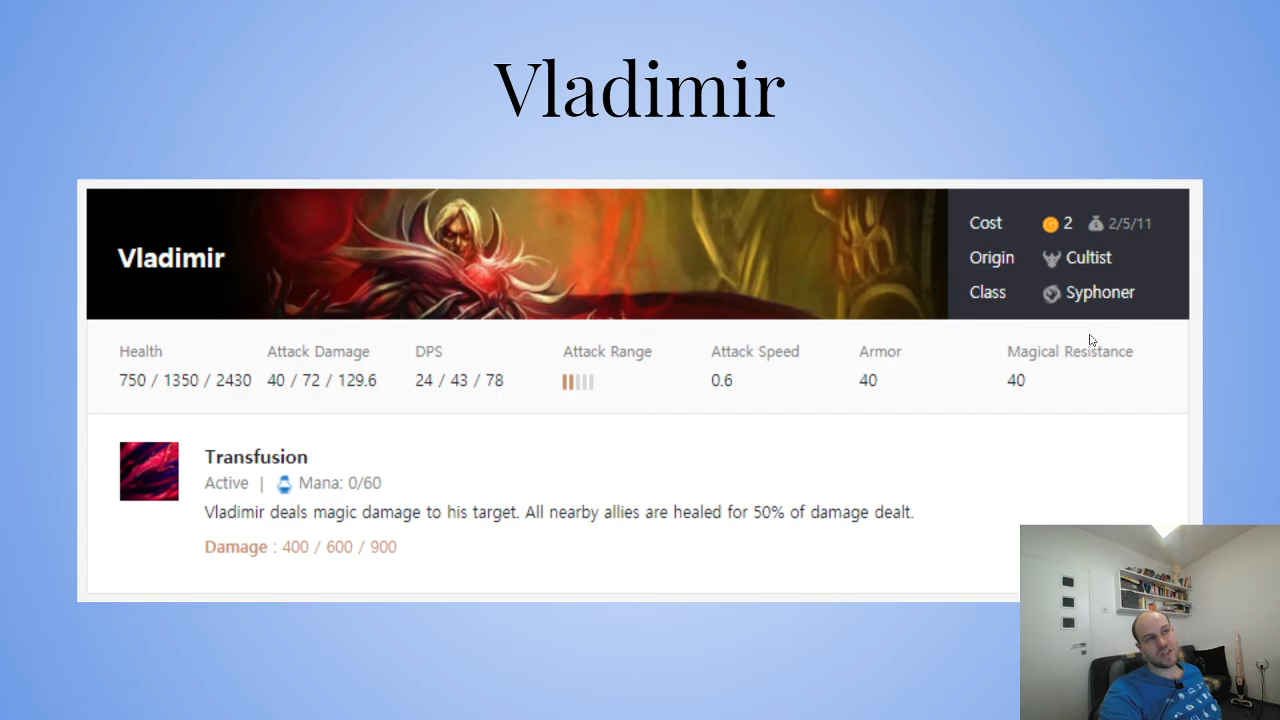 Vladimir
Vladimir
Cost 2 2/5/11
Origin Cultist
Class Syphoner
Health Attack Damage DPS Attack Range Attack Speed Armor Magical Resistance
750 / 1350 / 2430 40 / 72 / 129.6 24 / 43 / 78 0.6 40 40
Transfusion
Active | Mana: 0/60
Vladimir deals magic damage to his target. All nearby allies are healed for 50% of damage dealt.
Damage : 400 / 600 / 900